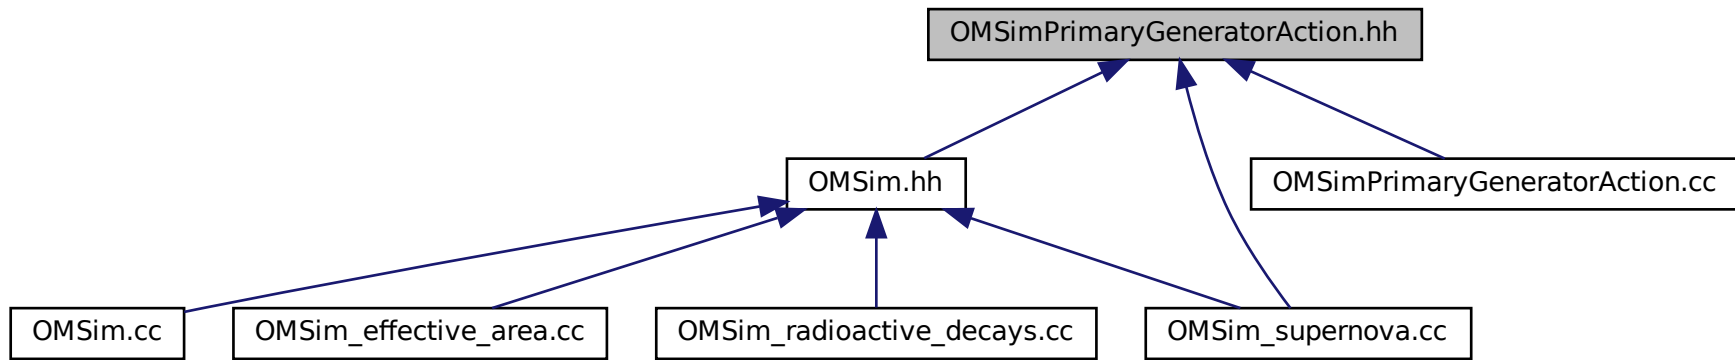 OMSimPrimaryGeneratorAction.hh
OMSim.hh
OMSimPrimaryGeneratorAction.cc
OMSim.cc
OMSim_effective_area.cc
OMSim_radioactive_decays.cc
OMSim_supernova.cc